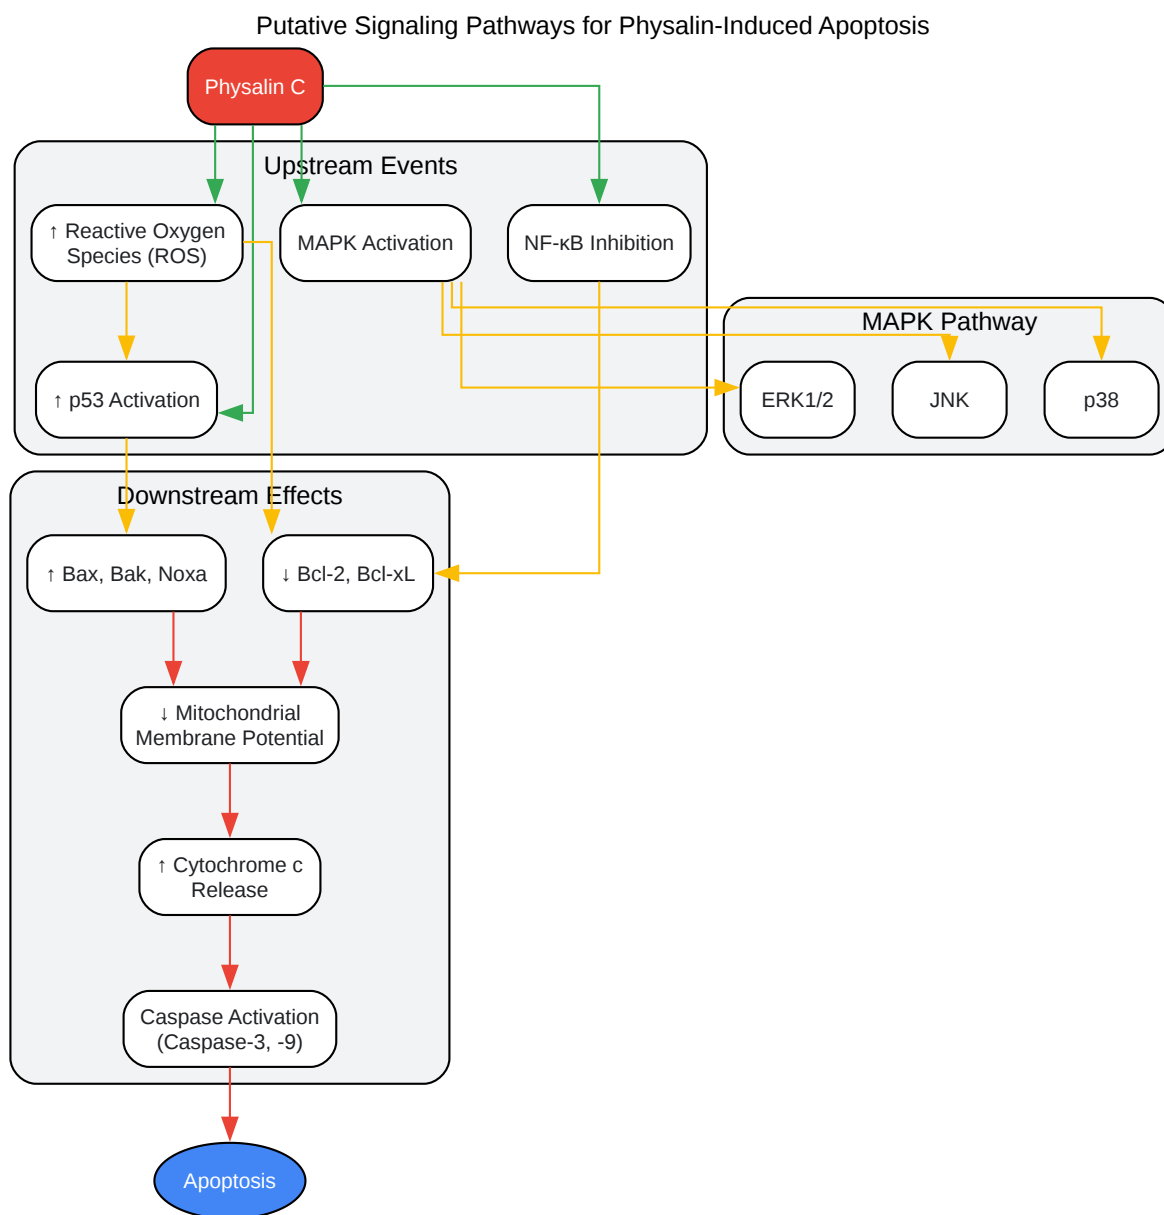 Putative Signaling Pathways for Physalin-Induced Apoptosis
Physalin C
Upstream Events
↑ Reactive Oxygen
Species (ROS)
MAPK Activation
NF-κB Inhibition
MAPK Pathway
↑ p53 Activation
ERK1/2
JNK
p38
Downstream Effects
↑ Bax, Bak, Noxa
↓ Bcl-2, Bcl-xL
↓ Mitochondrial
Membrane Potential
↑ Cytochrome c
Release
Caspase Activation
(Caspase-3, -9)
Apoptosis